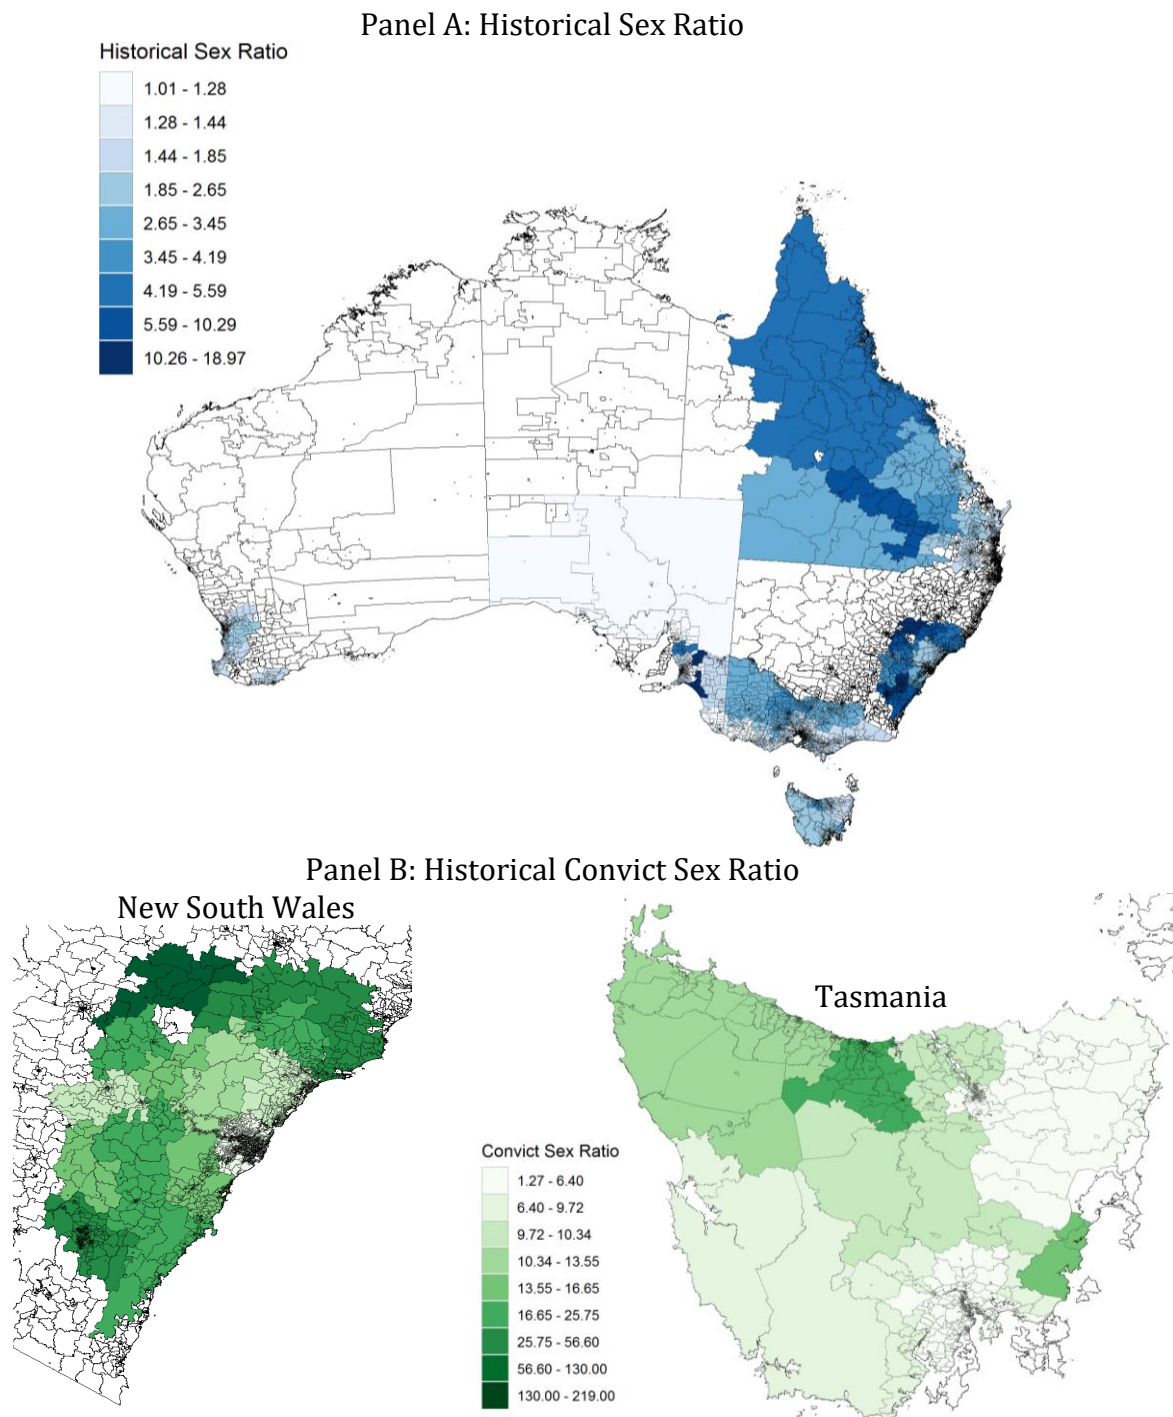 Panel A: Historical Sex Ratio
Historical Sex Ratio
1.01 - 1.28
1.28 - 1.44
1.44 - 1.85
1.85 - 2.65
2.65 - 3.45
3.45 - 4.19
4.19 - 5.59
5.59 - 10.29
10.26 - 18.97
Panel B: Historical Convict Sex Ratio
New South Wales
Tasmania
Convict Sex Ratio
1.27 - 6.40
6.40 - 9.72
9.72 - 10.34
10.34 - 13.55
13.55 - 16.65
16.65 - 25.75
25.75 - 56.60
56.60 - 130.00
130.00 - 219.00